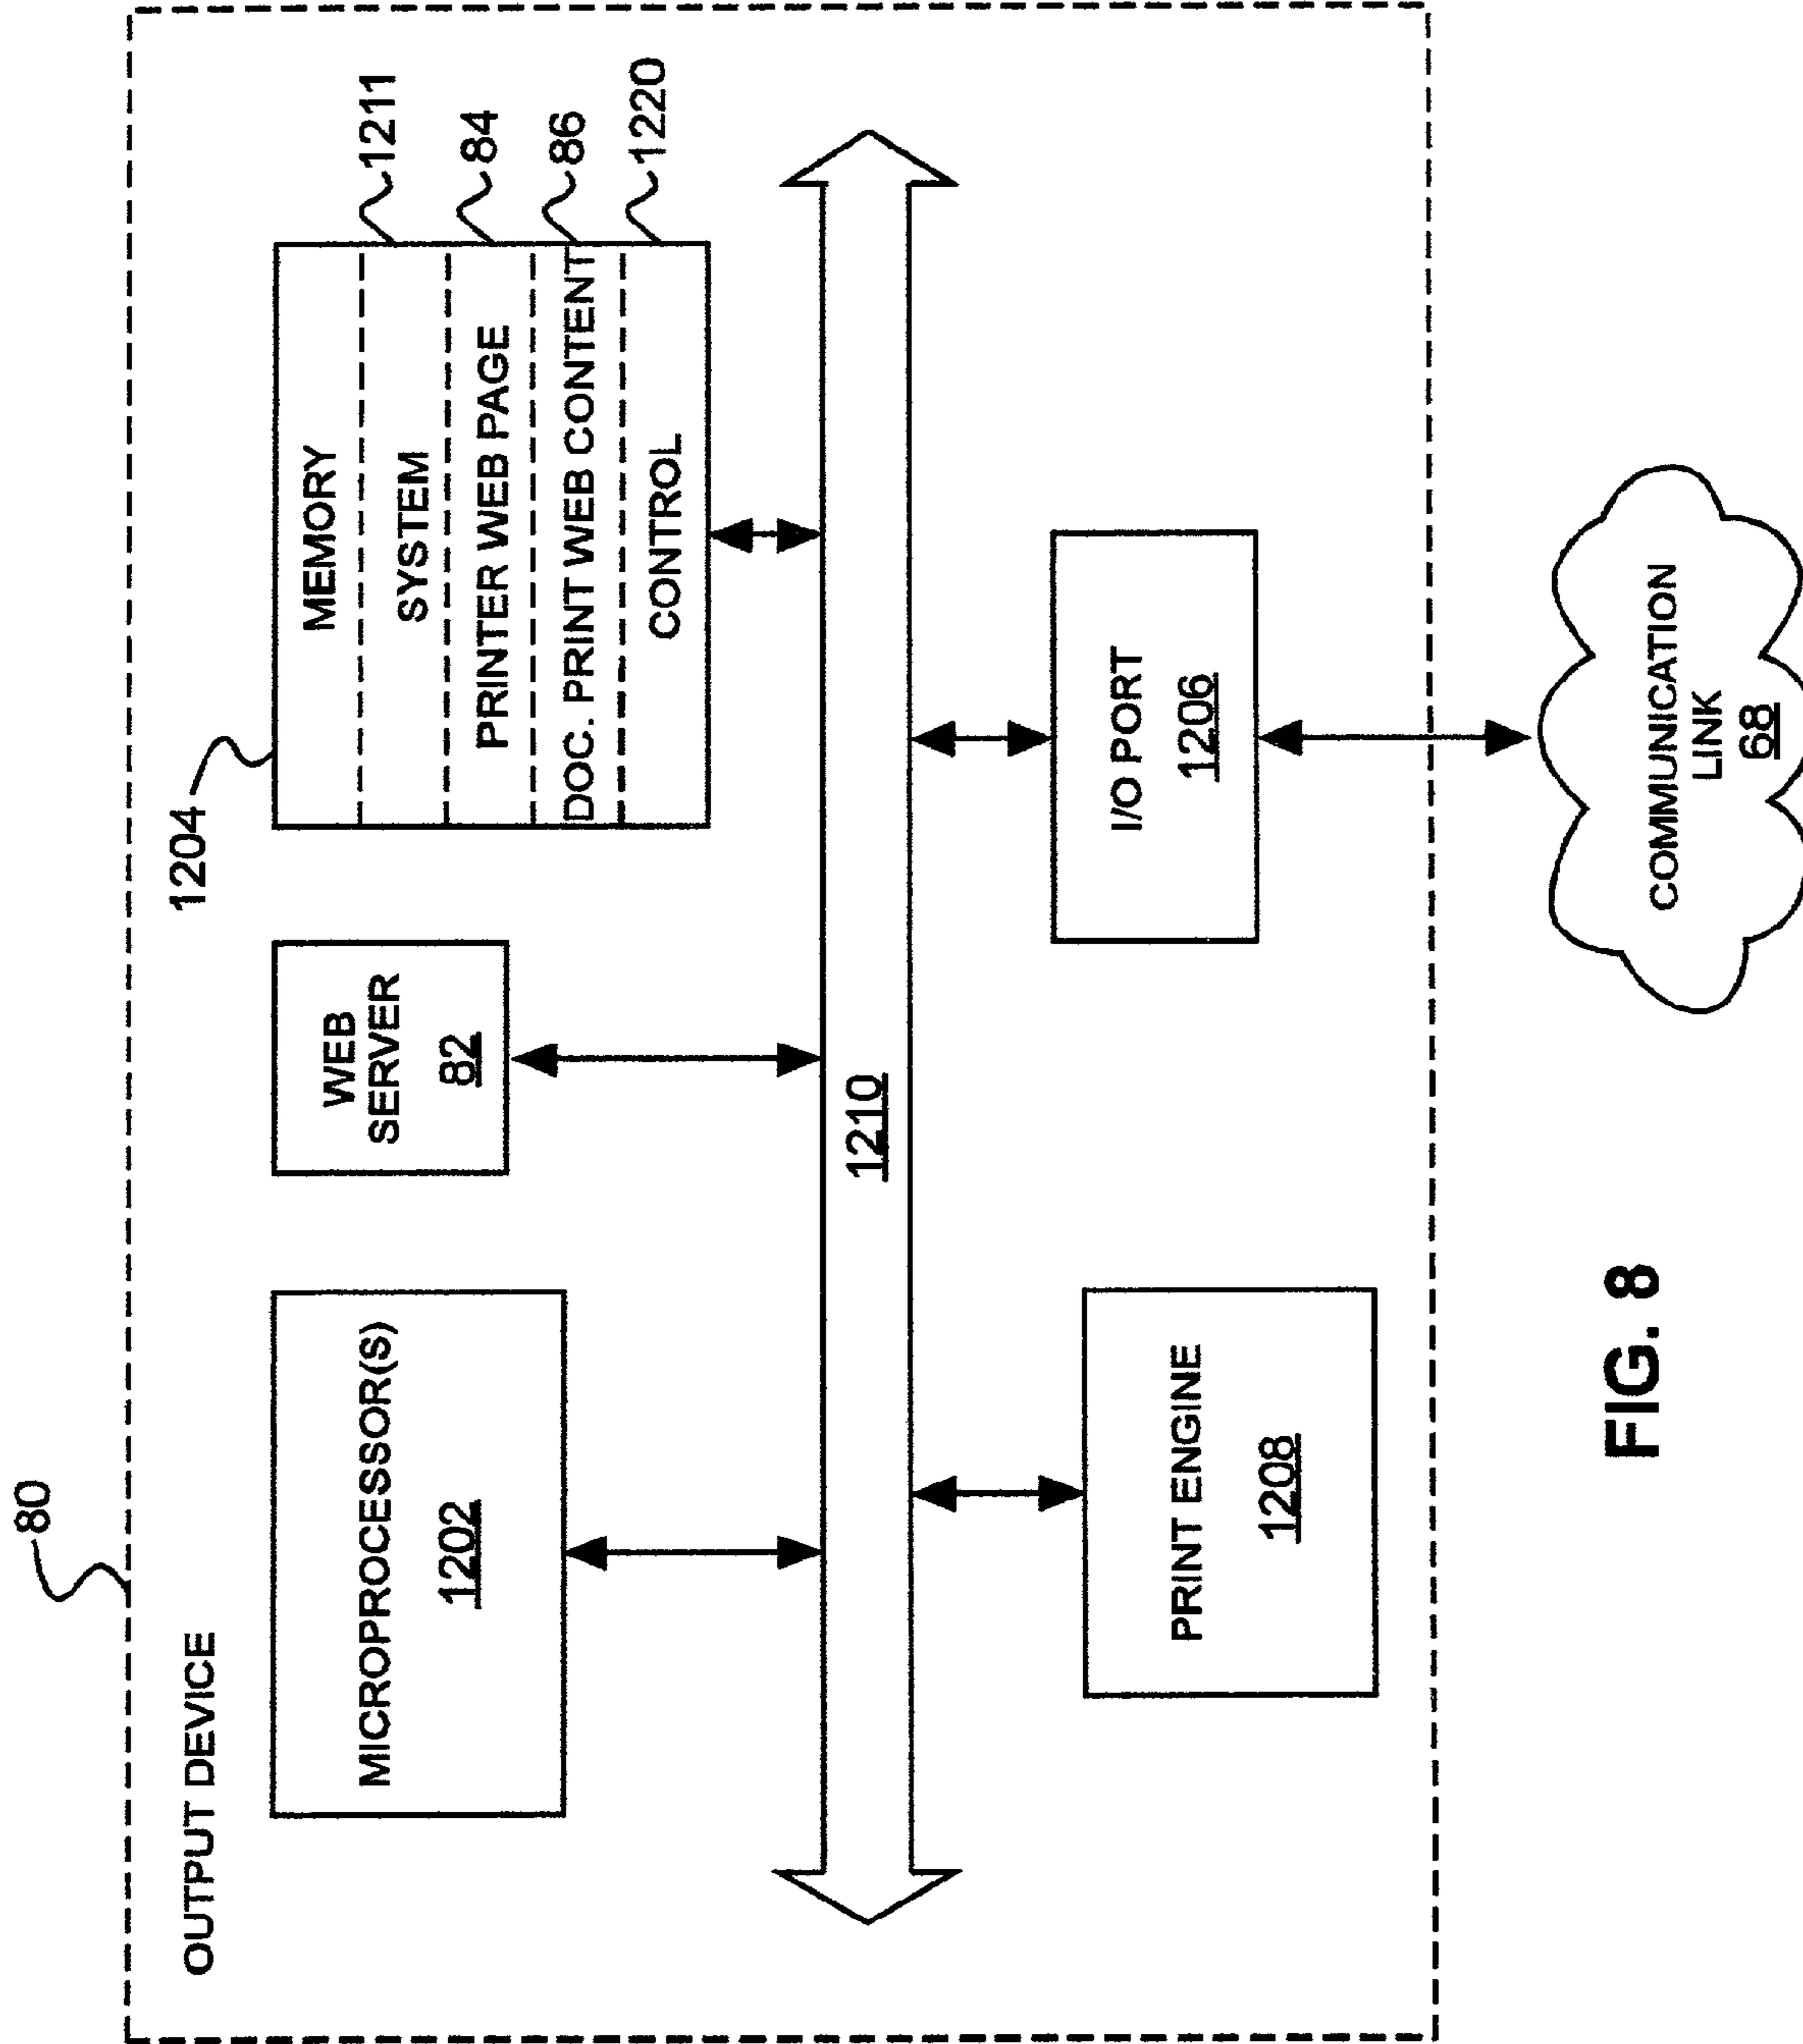 80
OUTPUT DEVICE
MICROPROCESSOR(S)
1202
WEB
SERVER
82
1204
MEMORY
SYSTEM
PRINTER WEB PAGE
DOC. PRINT WEB CONTENT
CONTROL
1211
84
86
1220
1210
PRINT ENGINE
1208
I/O PORT
1206
COMMUNICATION
LINK
68
FIG. 8